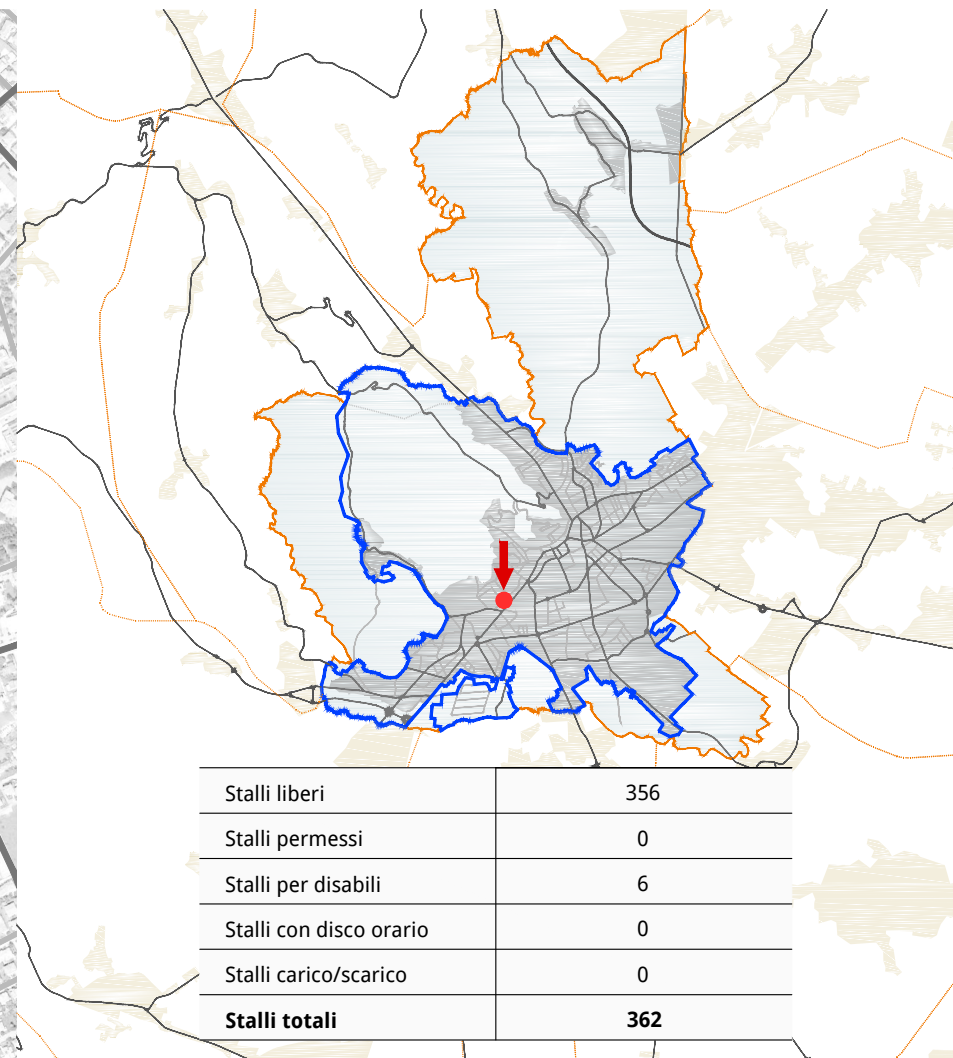 Stalli liberi 356
Stalli permessi 0
Stalli per disabili 6
Stalli con disco orario 0
Stalli carico/scarico 0
Stalli totali 362